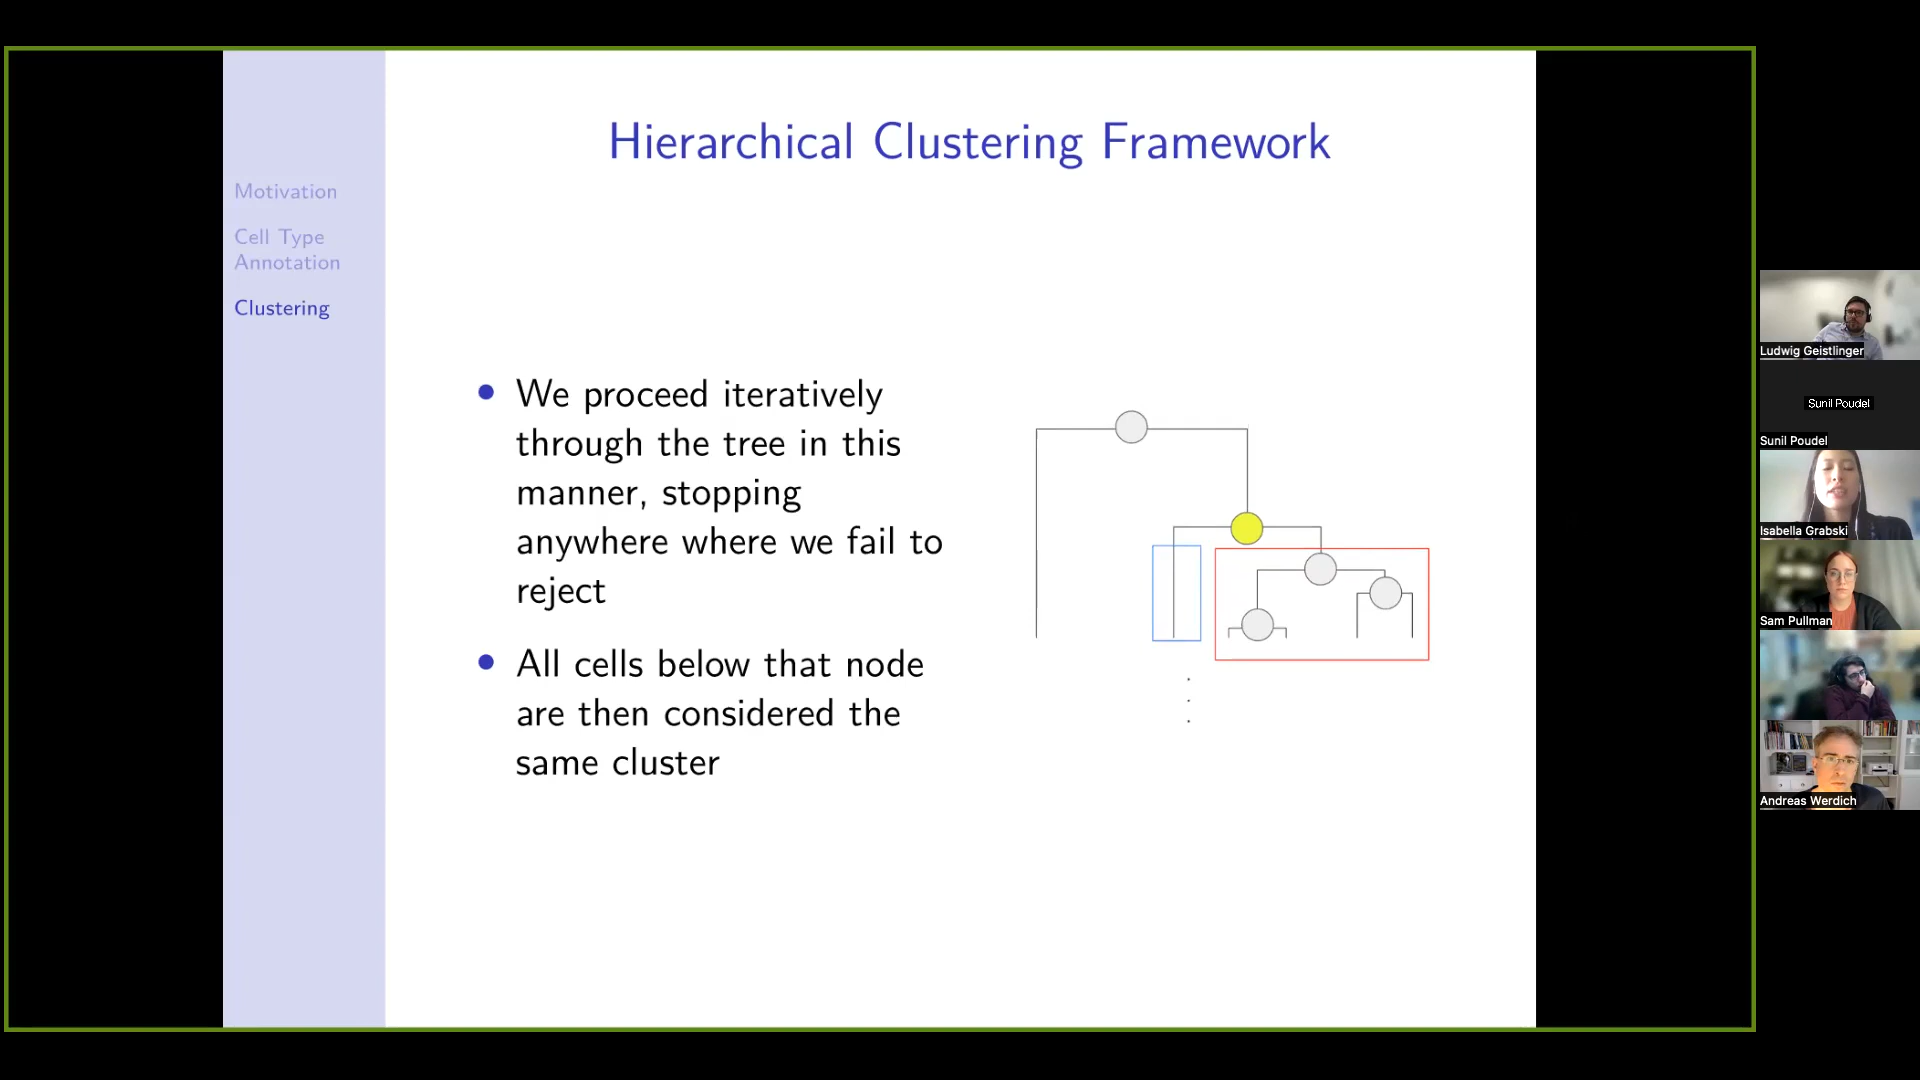 Hierarchical Clustering Framework
Motivation
Cell Type
Annotation
Clustering
We proceed iteratively
through the tree in this
manner, stopping
anywhere where we fail to
reject
All cells below that node
are then considered the
same cluster
Ludwig Geistlinger
Sunil Poudel
Sunil Poudel
Isabella Grabski
Sam Pullman
Andreas Werdich